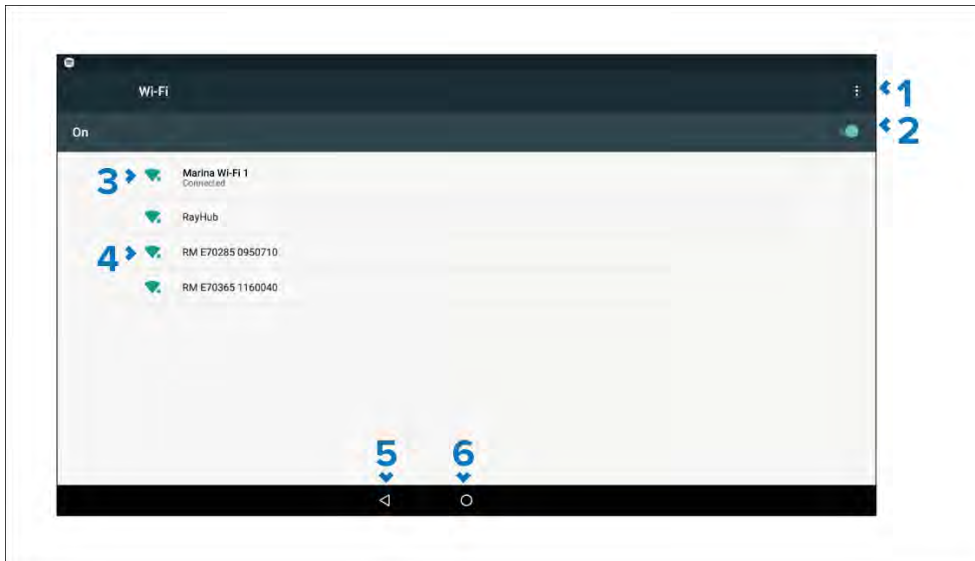 Wi-Fi
1
On
2
3
Marina Wi-Fi 1
Connected
RayHub
4
RM E70285 0950710
RM E70365 1160040
5 6